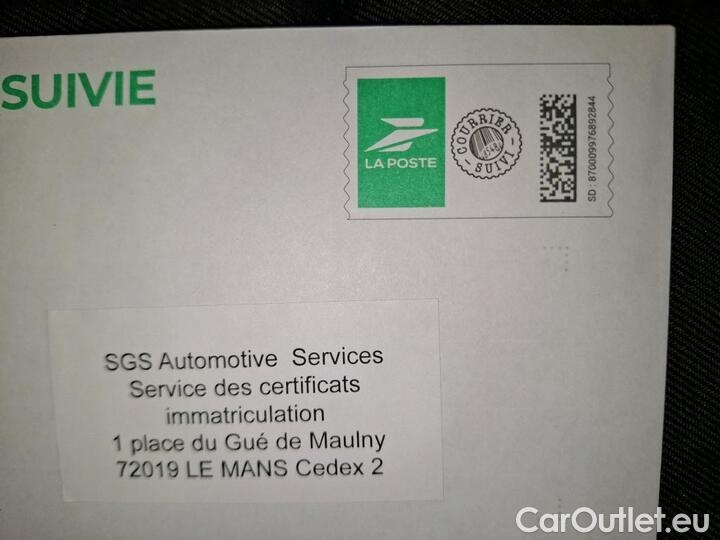 SUIVIE
LA POSTE
COURRIER
SUIVI
SD : 870009976892844
SGS Automotive Services
Service des certificats
immatriculation
1 place du Gué de Maulny
72019 LE MANS Cedex 2
CarOutlet.eu